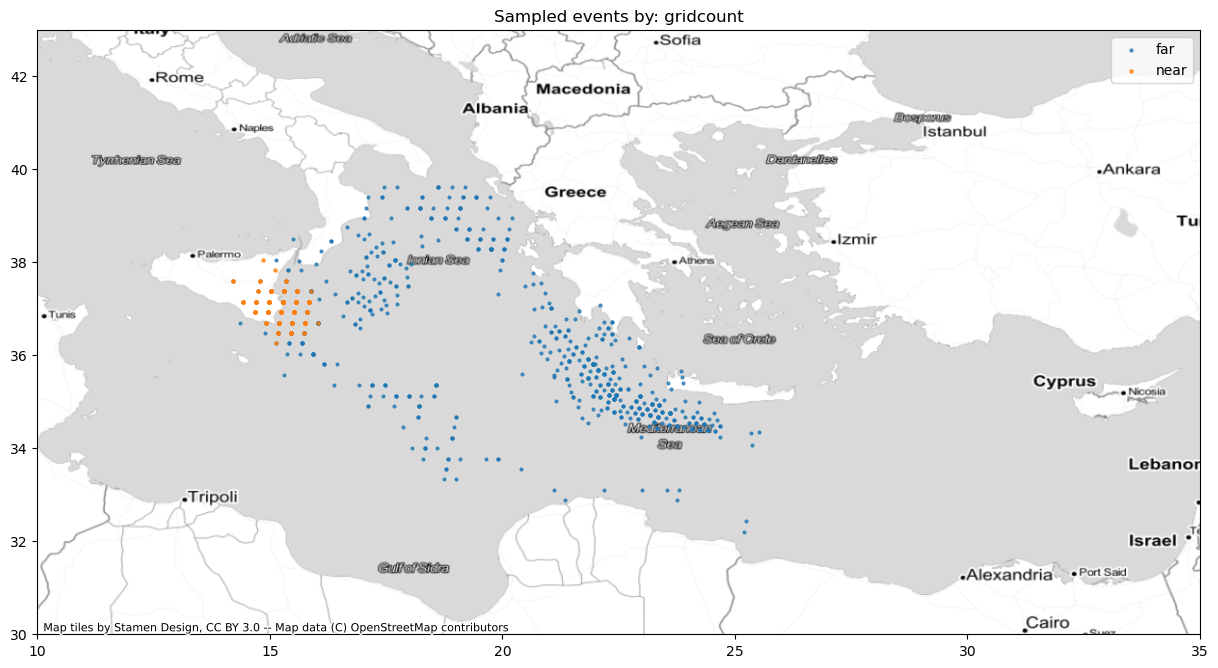 Sampled events by: gridcount
far
near
42
40
38
36
34
32
30
10
15
20
25
30
35
Italy
Adriatic Sea
Sofia
Rome
Macedonia
Albania
Naples
Bosporus
Istanbul
Tyrrhenian Sea
Dardanelles
Ankara
Greece
Aegean Sea
Tu
Izmir
Palermo
Ionian Sea
Athens
Tunis
Sea of Crete
Cyprus
Nicosia
Mediterranean
Sea
Lebanon
Tripoli
Te
Israel
Gulf of Sidra
Alexandria
Port Said
Cairo
Suez
Map tiles by Stamen Design, CC BY 3.0 -- Map data (C) OpenStreetMap contributors